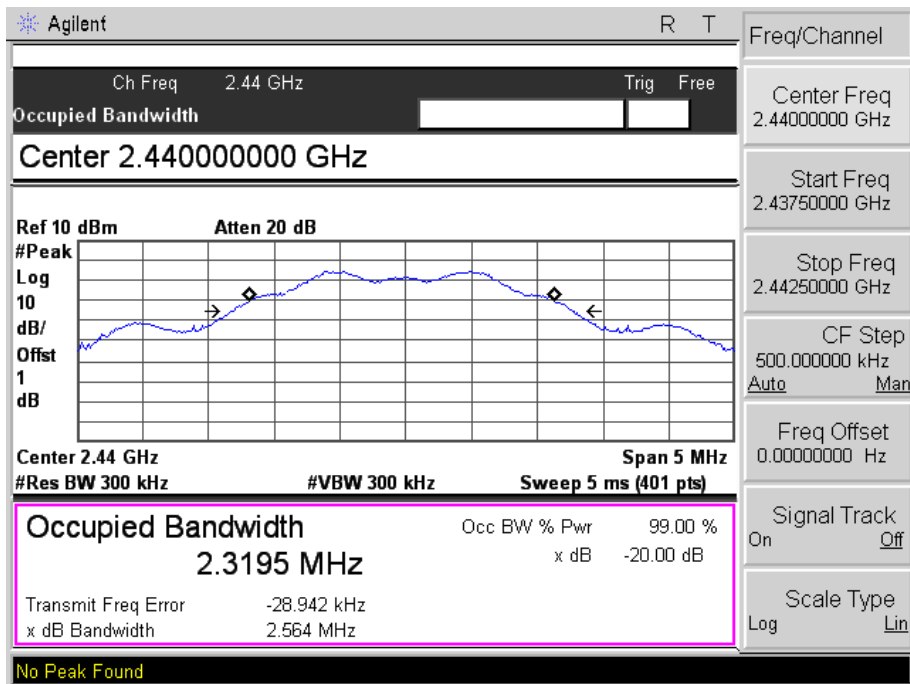 Agilent R T
Ch Freq 2.44 GHz Trig Free
Occupied Bandwidth
Center 2.440000000 GHz
Ref 10 dBm Atten 20 dB
#Peak
Log
10
dB/
Offst
1
dB
Center 2.44 GHz Span 5 MHz
#Res BW 300 kHz #VBW 300 kHz Sweep 5 ms (401 pts)
Occupied Bandwidth Occ BW % Pwr 99.00 %
2.3195 MHz x dB -20.00 dB
Transmit Freq Error -28.942 kHz
x dB Bandwidth 2.564 MHz
No Peak Found
Freq/Channel
Center Freq
2.44000000 GHz
Start Freq
2.43750000 GHz
Stop Freq
2.44250000 GHz
CF Step
500.000000 kHz
Auto Man
Freq Offset
0.00000000 Hz
Signal Track
On Off
Scale Type
Log Lin